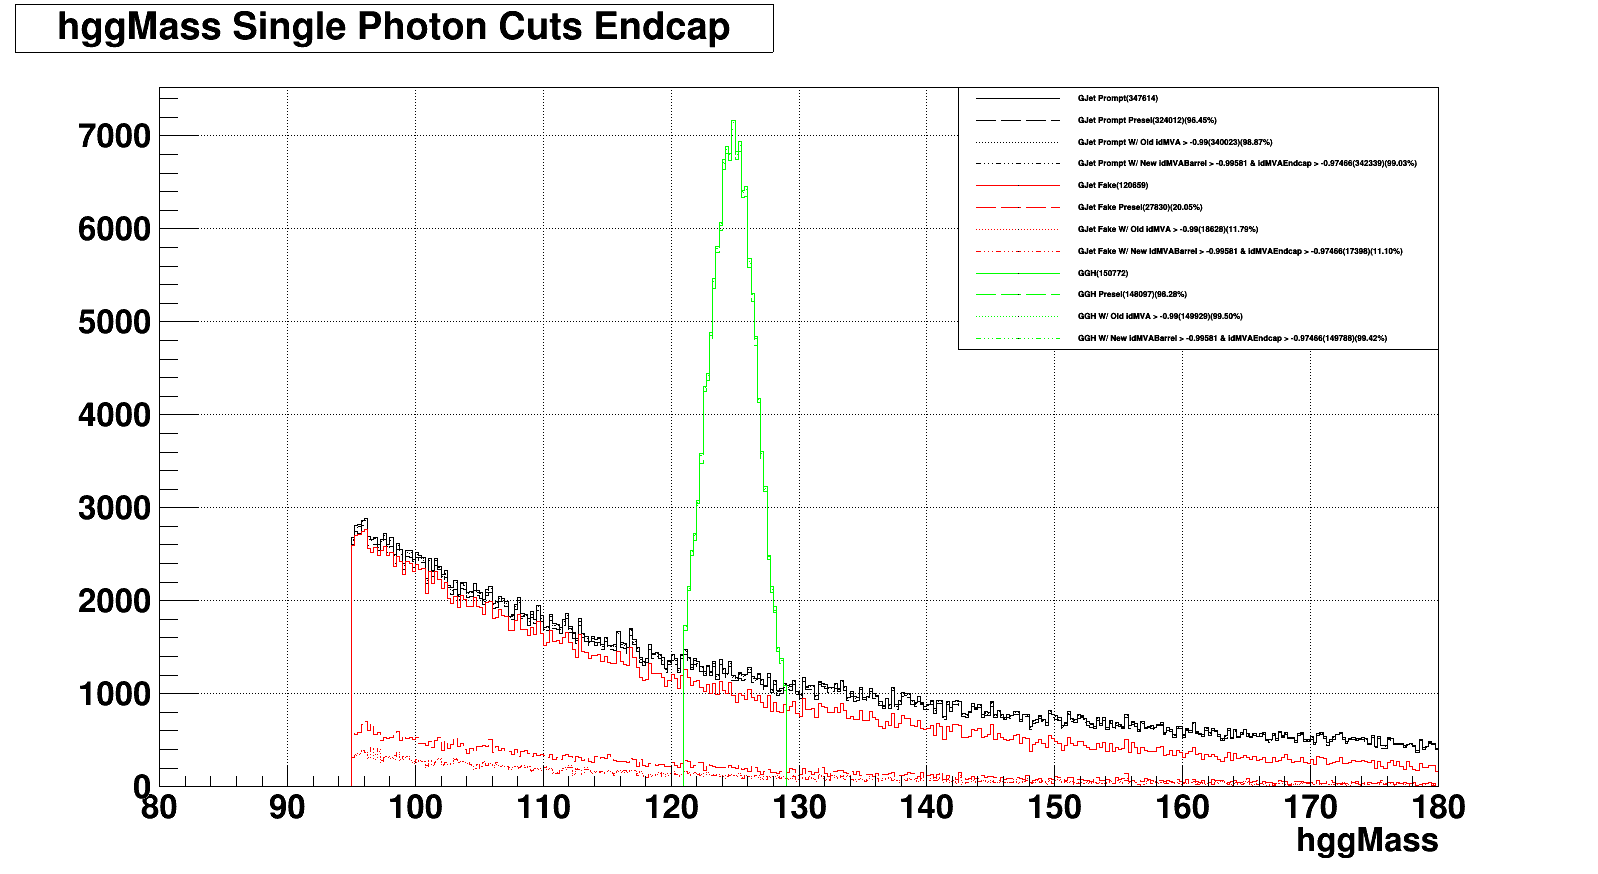 hggMass Single Photon Cuts Endcap
GJet Prompt(347614)
GJet Prompt Presel(324012)(96.45%)
GJet Prompt W/ Old idMVA > -0.99(340023)(98.87%)
GJet Prompt W/ New idMVABarrel > -0.99581 & idMVAEndcap > -0.97466(342339)(99.03%)
GJet Fake(120659)
GJet Fake Presel(27830)(20.05%)
GJet Fake W/ Old idMVA > -0.99(18628)(11.79%)
GJet Fake W/ New idMVABarrel > -0.99581 & idMVAEndcap > -0.97466(17398)(11.10%)
GGH(150772)
GGH Presel(148097)(98.28%)
GGH W/ Old idMVA > -0.99(149929)(99.50%)
GGH W/ New idMVABarrel > -0.99581 & idMVAEndcap > -0.97466(149788)(99.42%)
7000
6000
5000
4000
3000
2000
1000
0
80 90 100 110 120 130 140 150 160 170 180
hggMass